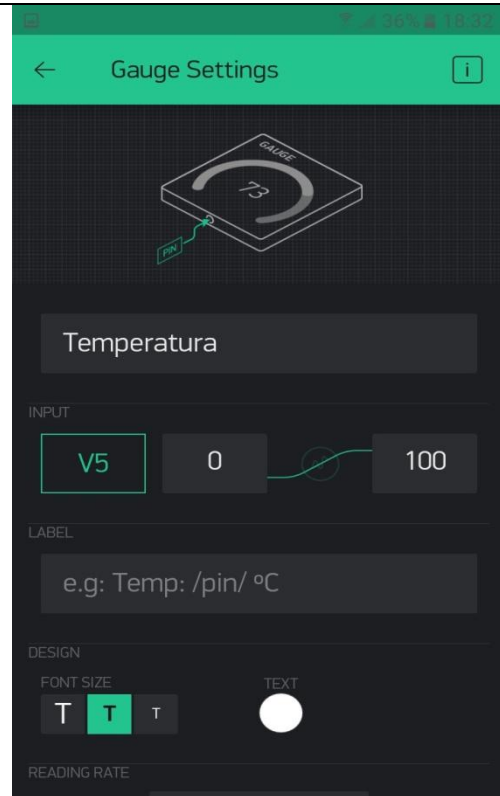 36% 18:32
Gauge Settings
i
GAUGE
73
PIN
Temperatura
INPUT
V5 0 100
LABEL
e.g: Temp: /pin/ ºC
DESIGN
FONT SIZE TEXT
T T T
READING RATE